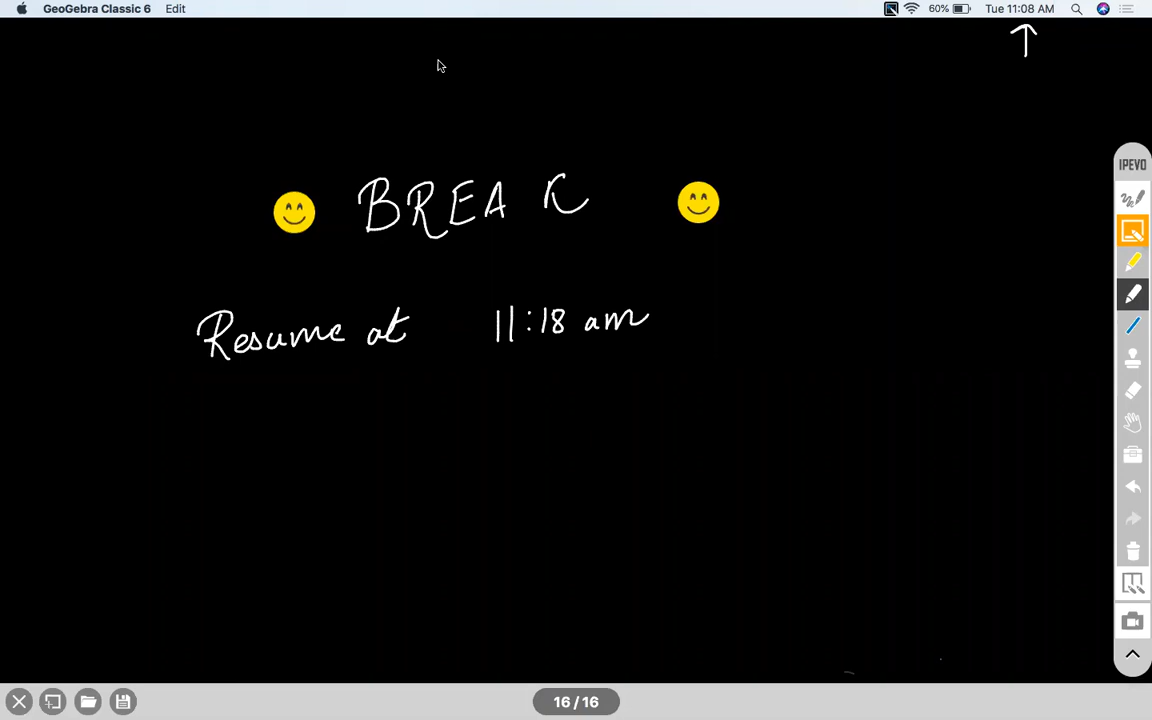 GeoGebra Classic 6 Edit 60% Tue 11:08 AM
IPEVO
BREAK
Resume at 11:18 am
16 / 16